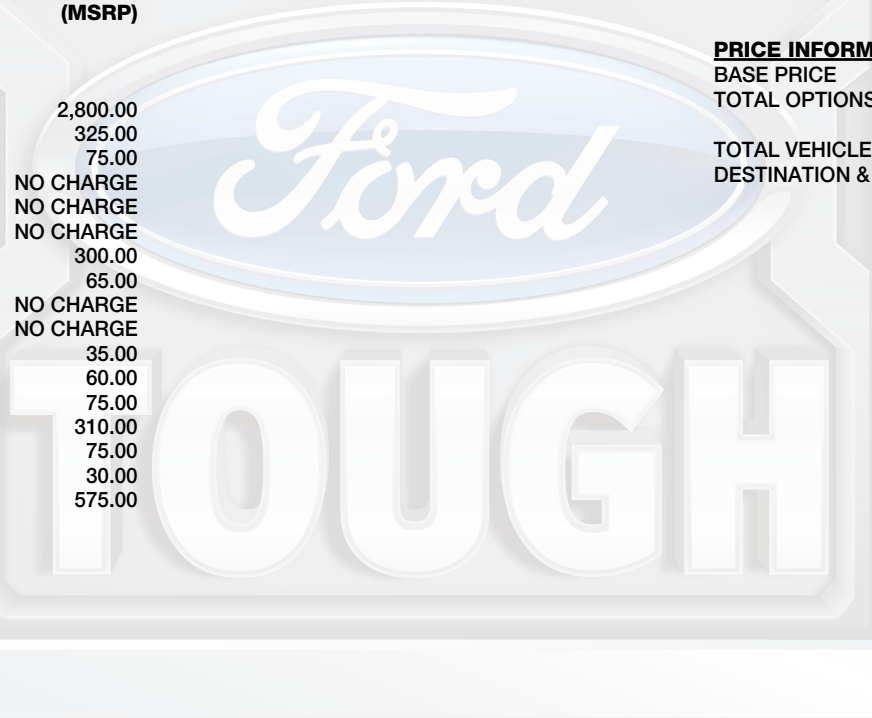 (MSRP)
2,800.00
325.00
75.00
NO CHARGE
NO CHARGE
NO CHARGE
300.00
65.00
NO CHARGE
NO CHARGE
35.00
60.00
75.00
310.00
75.00
30.00
575.00
PRICE INFORM
BASE PRICE
TOTAL OPTIONS
TOTAL VEHICLE
DESTINATION &
Ford
TOUGH